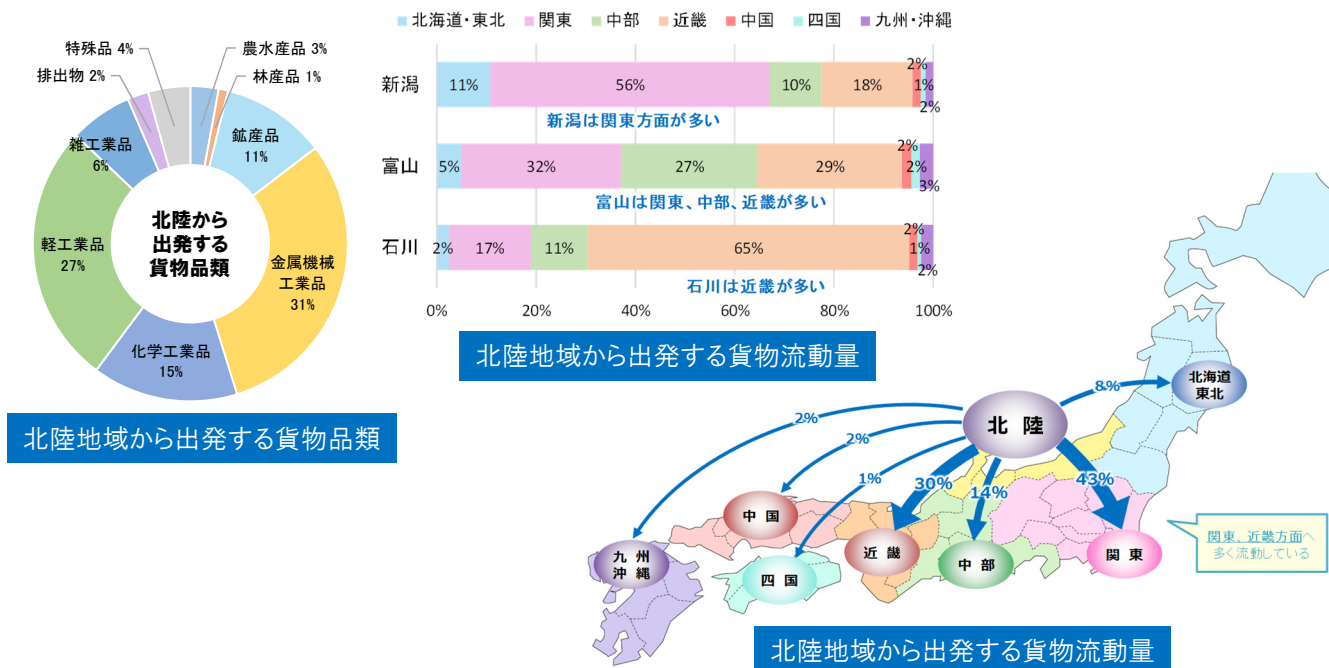 特殊品 4%
農水産品 3%
排出物 2%
林産品 1%
鉱産品
11%
雑工業品
6%
軽工業品
27%
金属機械
工業品
31%
化学工業品
15%
北陸から
出発する
貨物品類
北陸地域から出発する貨物品類
北海道・東北 関東 中部 近畿 中国 四国 九州・沖縄
新潟 11% 56% 10% 18% 2% 1% 2%
新潟は関東方面が多い
富山 5% 32% 27% 29% 2% 2% 3%
富山は関東、中部、近畿が多い
石川 2% 17% 11% 65% 2% 1% 2%
石川は近畿が多い
0% 20% 40% 60% 80% 100%
北陸地域から出発する貨物流動量
北海道
東北
8%
北陸
2%
2%
1%
30%
14%
43%
中国
九州
沖縄
四国
近畿
中部
関東
関東、近畿方面へ
多く流動している
北陸地域から出発する貨物流動量